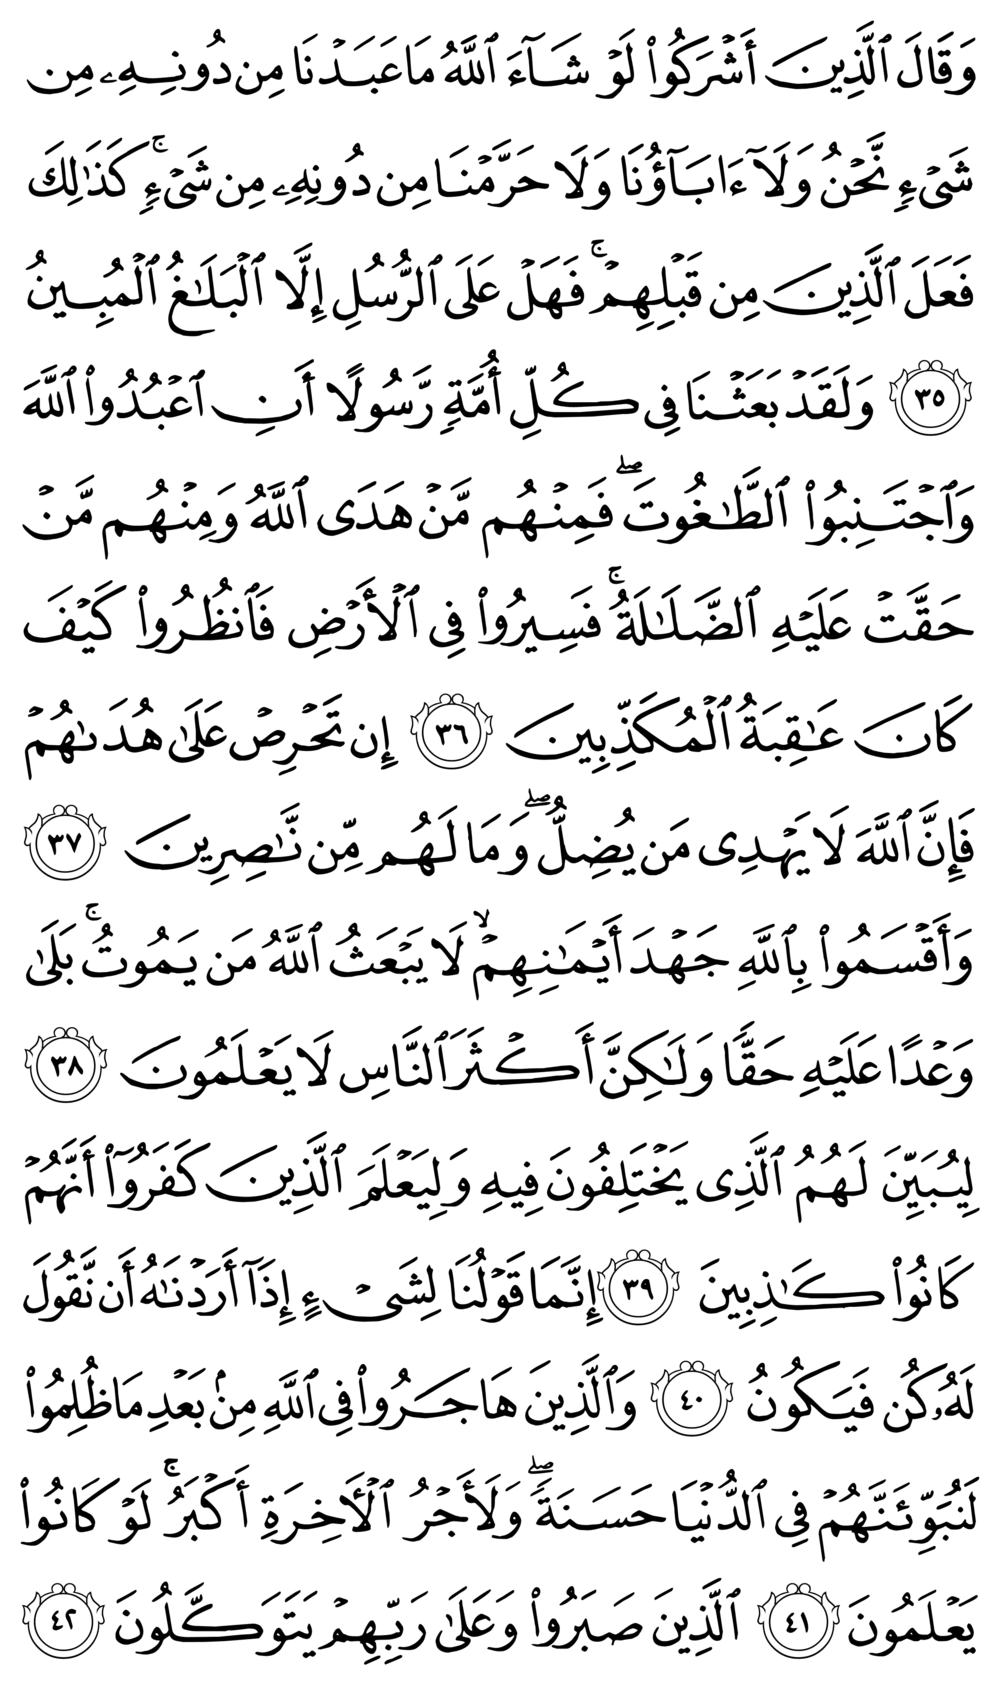 وَقَالَ ٱلَّذِينَ أَشْرَكُوا۟ لَوْ شَآءَ ٱللَّهُ مَا عَبَدْنَا مِن دُونِهِۦ مِن
شَىْءٍ نَّحْنُ وَلَآ ءَابَآؤُنَا وَلَا حَرَّمْنَا مِن دُونِهِۦ مِن شَىْءٍ ۚ كَذَٰلِكَ
فَعَلَ ٱلَّذِينَ مِن قَبْلِهِمْ ۚ فَهَلْ عَلَى ٱلرُّسُلِ إِلَّا ٱلْبَلَـٰغُ ٱلْمُبِينُ
٣٥ وَلَقَدْ بَعَثْنَا فِى كُلِّ أُمَّةٍ رَّسُولًا أَنِ ٱعْبُدُوا۟ ٱللَّهَ
وَٱجْتَنِبُوا۟ ٱلطَّـٰغُوتَ ۖ فَمِنْهُم مَّنْ هَدَى ٱللَّهُ وَمِنْهُم مَّنْ
حَقَّتْ عَلَيْهِ ٱلضَّلَـٰلَةُ ۚ فَسِيرُوا۟ فِى ٱلْأَرْضِ فَٱنظُرُوا۟ كَيْفَ
كَانَ عَـٰقِبَةُ ٱلْمُكَذِّبِينَ ٣٦ إِن تَحْرِصْ عَلَىٰ هُدَىٰهُمْ
فَإِنَّ ٱللَّهَ لَا يَهْدِى مَن يُضِلُّ ۖ وَمَا لَهُم مِّن نَّـٰصِرِينَ ٣٧
وَأَقْسَمُوا۟ بِٱللَّهِ جَهْدَ أَيْمَـٰنِهِمْ ۙ لَا يَبْعَثُ ٱللَّهُ مَن يَمُوتُ ۚ بَلَىٰ
وَعْدًا عَلَيْهِ حَقًّا وَلَـٰكِنَّ أَكْثَرَ ٱلنَّاسِ لَا يَعْلَمُونَ ٣٨
لِيُبَيِّنَ لَهُمُ ٱلَّذِى يَخْتَلِفُونَ فِيهِ وَلِيَعْلَمَ ٱلَّذِينَ كَفَرُوٓا۟ أَنَّهُمْ
كَانُوا۟ كَـٰذِبِينَ ٣٩ إِنَّمَا قَوْلُنَا لِشَىْءٍ إِذَآ أَرَدْنَـٰهُ أَن نَّقُولَ
لَهُۥ كُن فَيَكُونُ ٤٠ وَٱلَّذِينَ هَاجَرُوا۟ فِى ٱللَّهِ مِنۢ بَعْدِ مَا ظُلِمُوا۟
لَنُبَوِّئَنَّهُمْ فِى ٱلدُّنْيَا حَسَنَةً ۖ وَلَأَجْرُ ٱلْـَٔاخِرَةِ أَكْبَرُ ۚ لَوْ كَانُوا۟
يَعْلَمُونَ ٤١ ٱلَّذِينَ صَبَرُوا۟ وَعَلَىٰ رَبِّهِمْ يَتَوَكَّلُونَ ٤٢